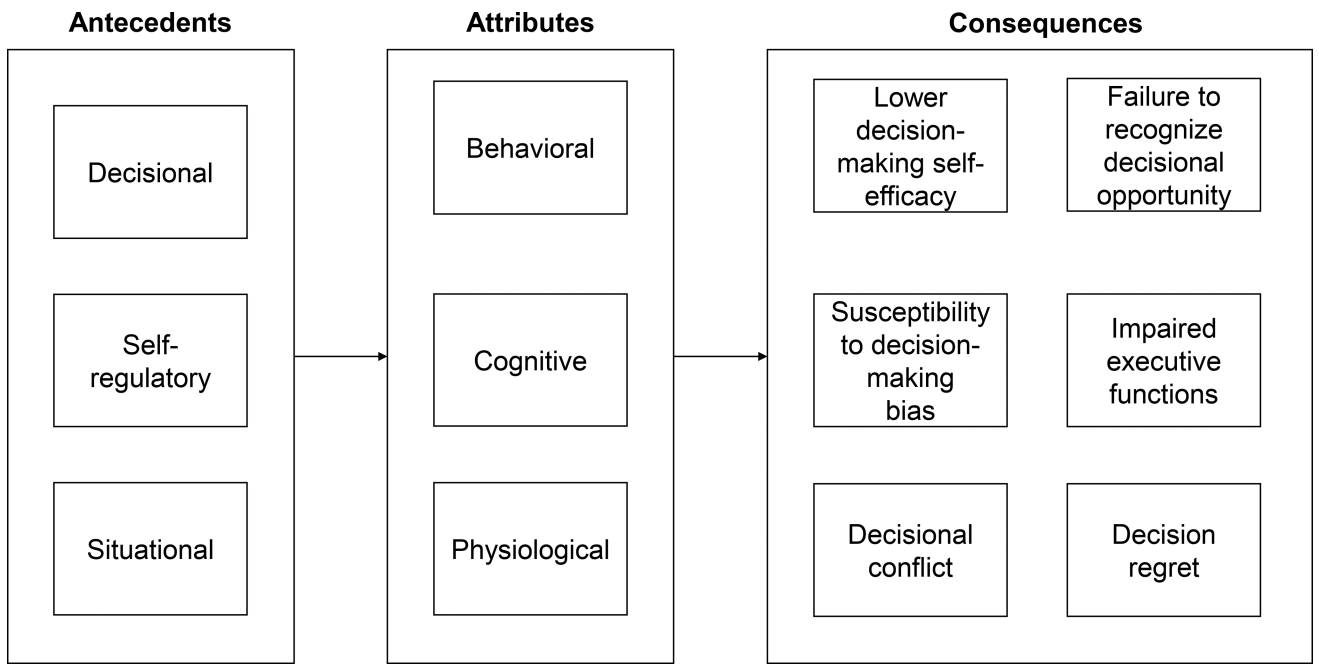 Antecedents
Decisional
Self-
regulatory
Situational
Attributes
Behavioral
Cognitive
Physiological
Consequences
Lower
decision-
making self-
efficacy
Failure to
recognize
decisional
opportunity
Susceptibility
to decision-
making
bias
Impaired
executive
functions
Decisional
conflict
Decision
regret